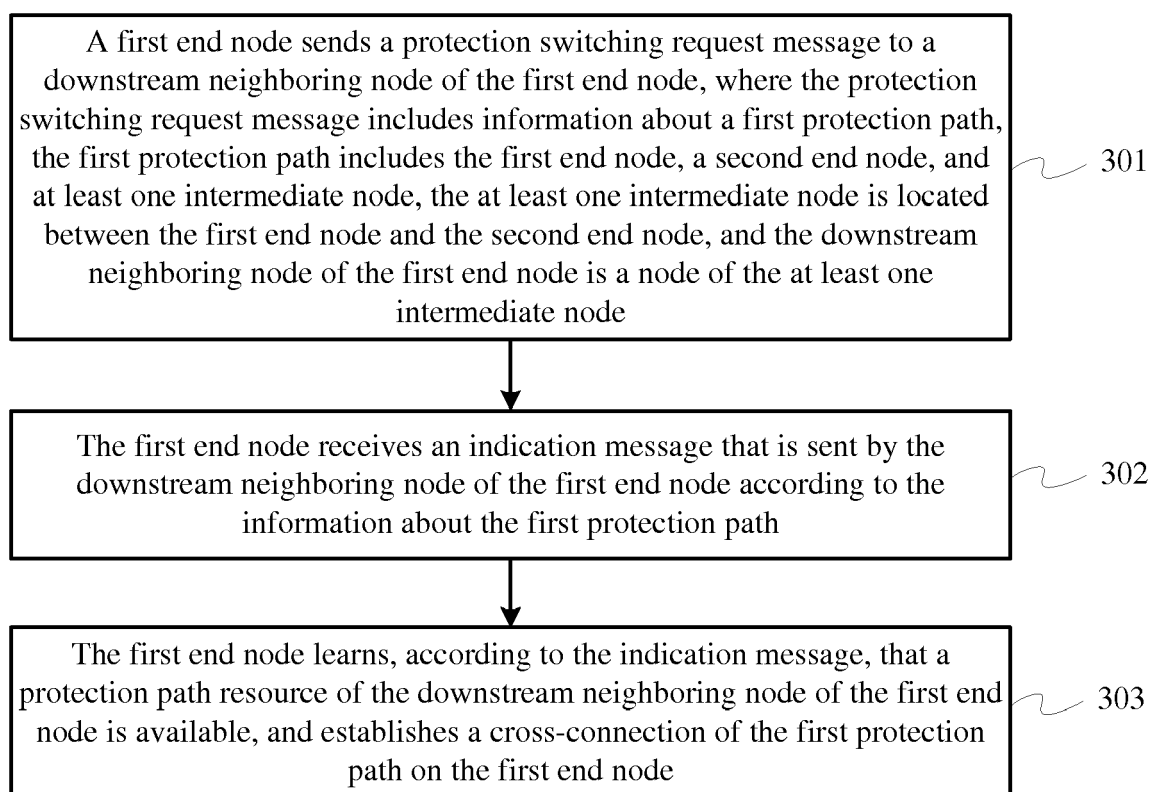 A first end node sends a protection switching request message to a
downstream neighboring node of the first end node, where the protection
switching request message includes information about a first protection path,
the first protection path includes the first end node, a second end node, and
at least one intermediate node, the at least one intermediate node is located
between the first end node and the second end node, and the downstream
neighboring node of the first end node is a node of the at least one
intermediate node
301
The first end node receives an indication message that is sent by the
downstream neighboring node of the first end node according to the
information about the first protection path
302
The first end node learns, according to the indication message, that a
protection path resource of the downstream neighboring node of the first end
node is available, and establishes a cross-connection of the first protection
path on the first end node
303